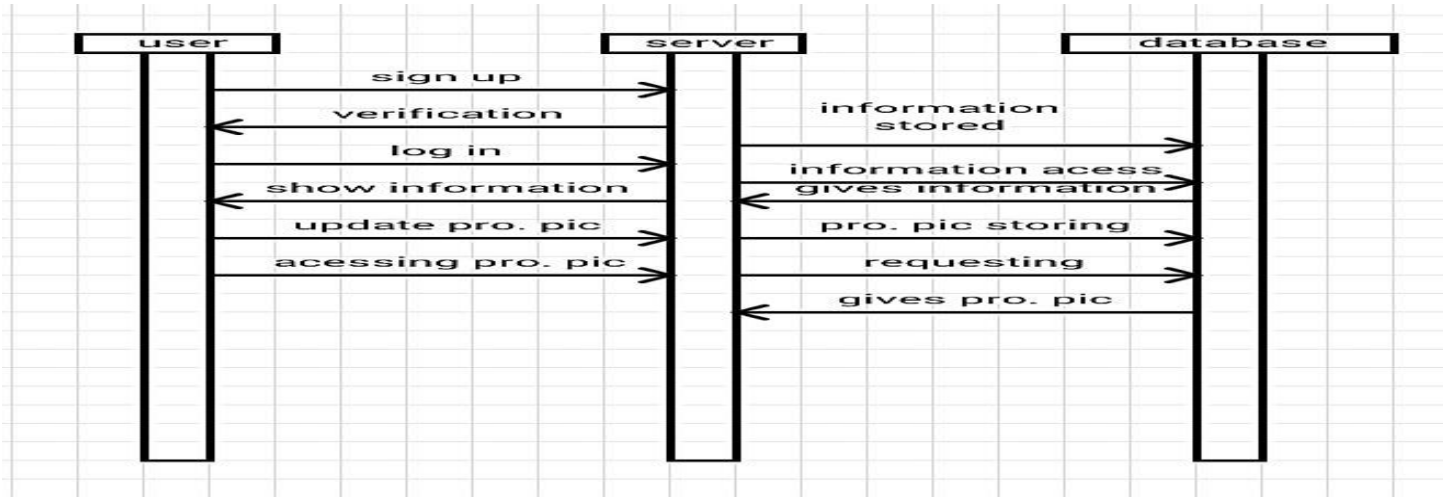 user
server
database
sign up
verification
information
stored
log in
information acess
show information
gives information
update pro. pic
pro. pic storing
acessing pro. pic
requesting
gives pro. pic